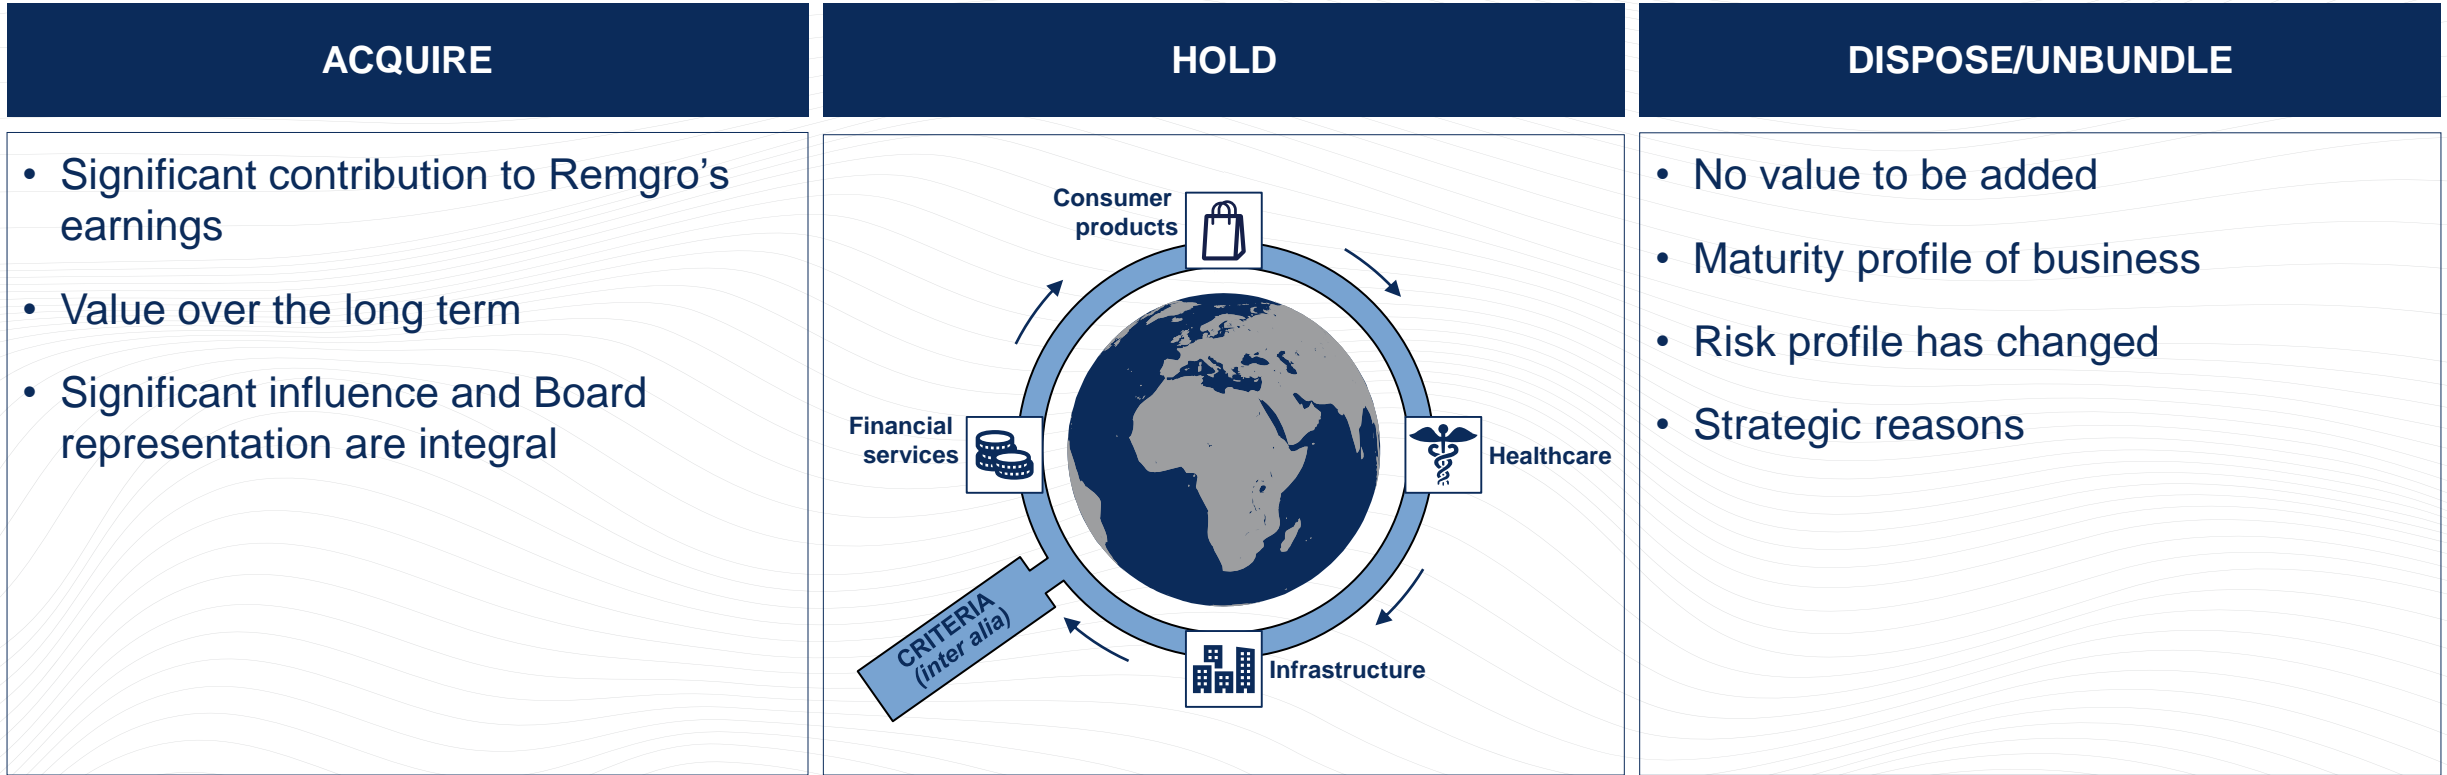 ACQUIRE
• Significant contribution to Remgro’s
earnings
• Value over the long term
• Significant influence and Board
representation are integral
HOLD
Consumer
products
Financial
services
Healthcare
Infrastructure
CRITERIA
(inter alia)
DISPOSE/UNBUNDLE
• No value to be added
• Maturity profile of business
• Risk profile has changed
• Strategic reasons